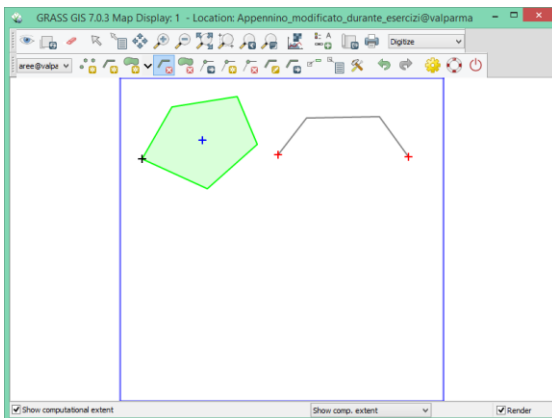 GRASS GIS 7.0.3 Map Display: 1 - Location: Appennino_modificato_durante_esercizi@valparma
Digitize
aree@valpa
Show computational extent
Show comp. extent
Render